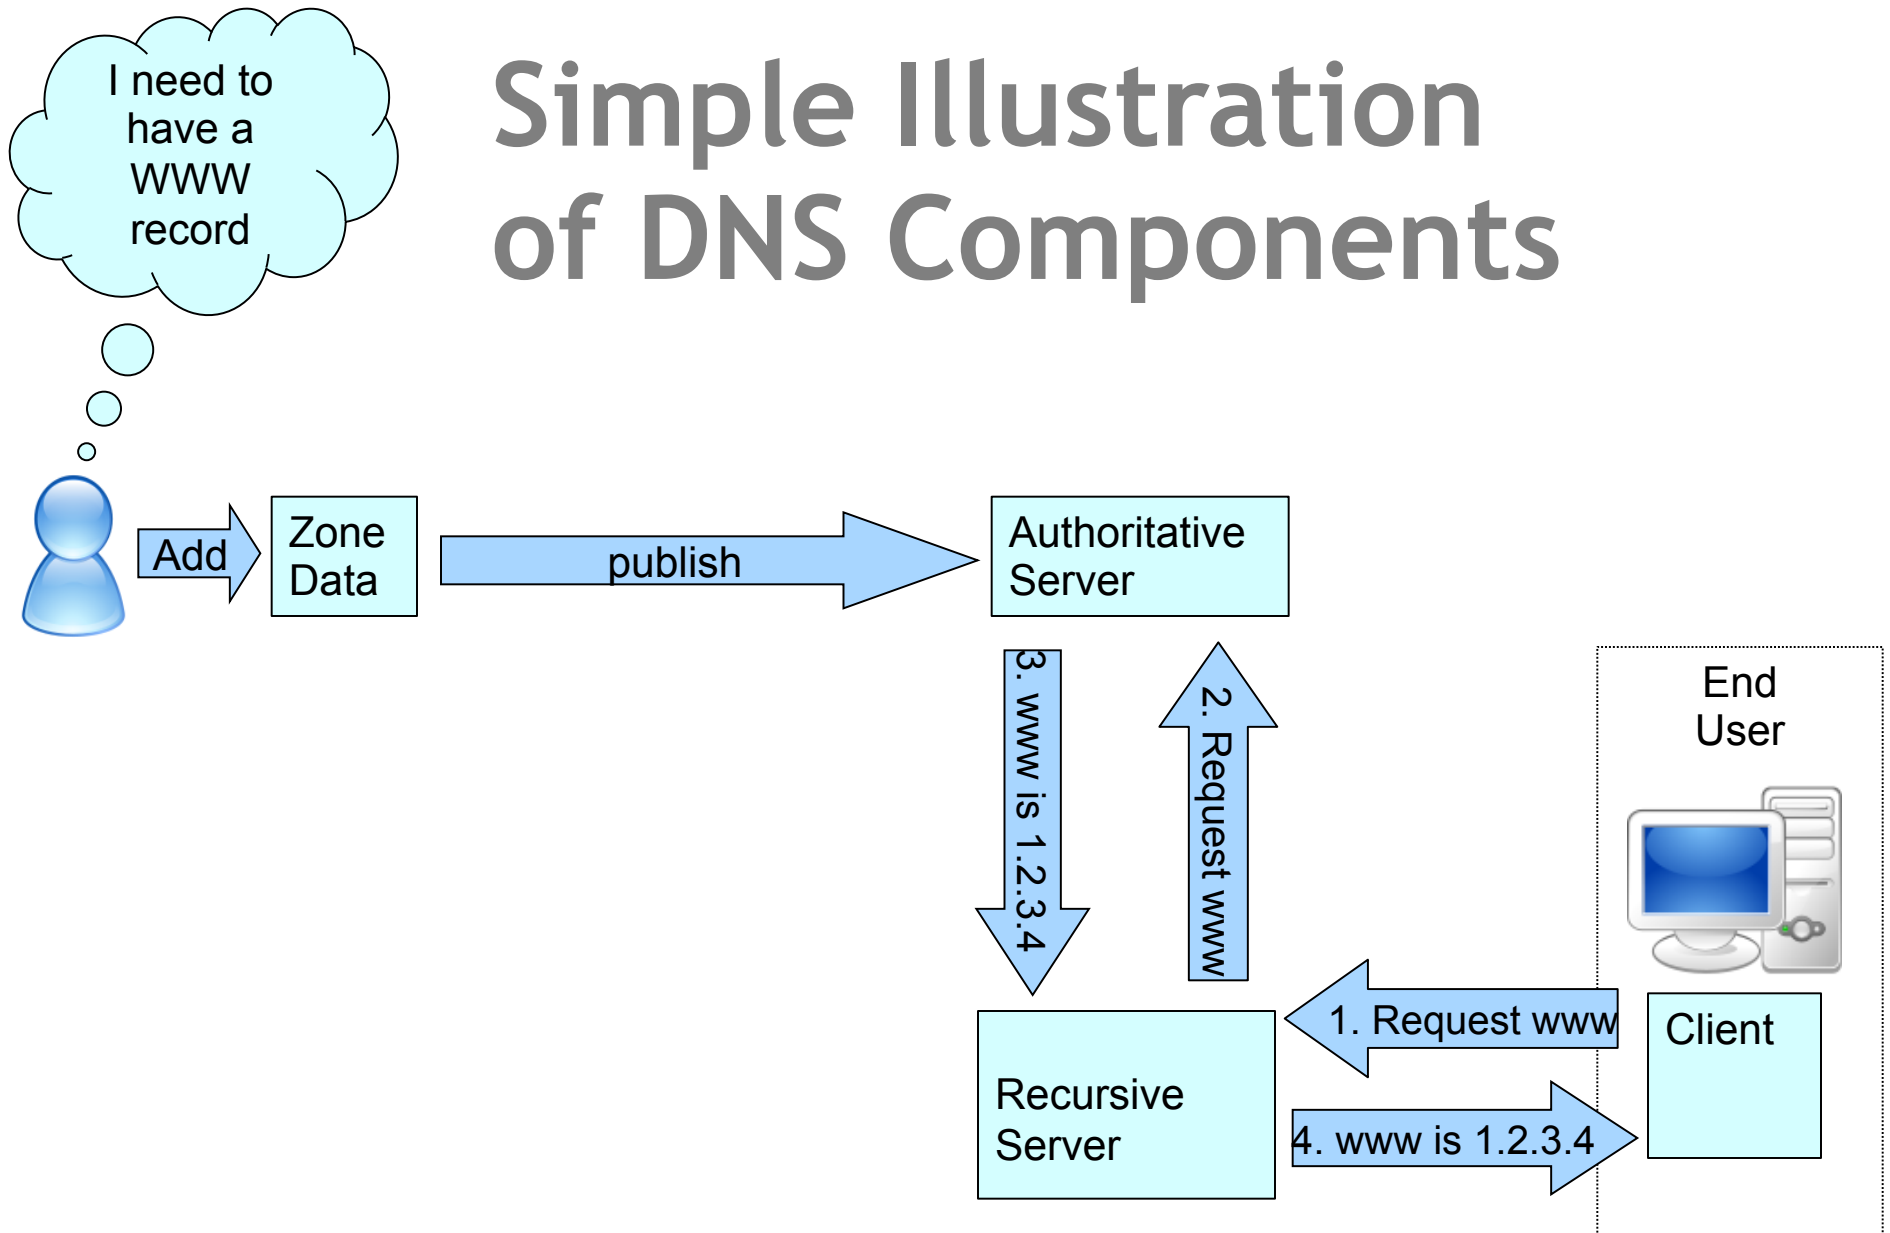 I need to
have a
WWW
record
Simple Illustration
of DNS Components
Add
Zone
Data
publish
Authoritative
Server
3. www is 1.2.3.4
2. Request www
End
User
1. Request www
Client
Recursive
Server
4. www is 1.2.3.4